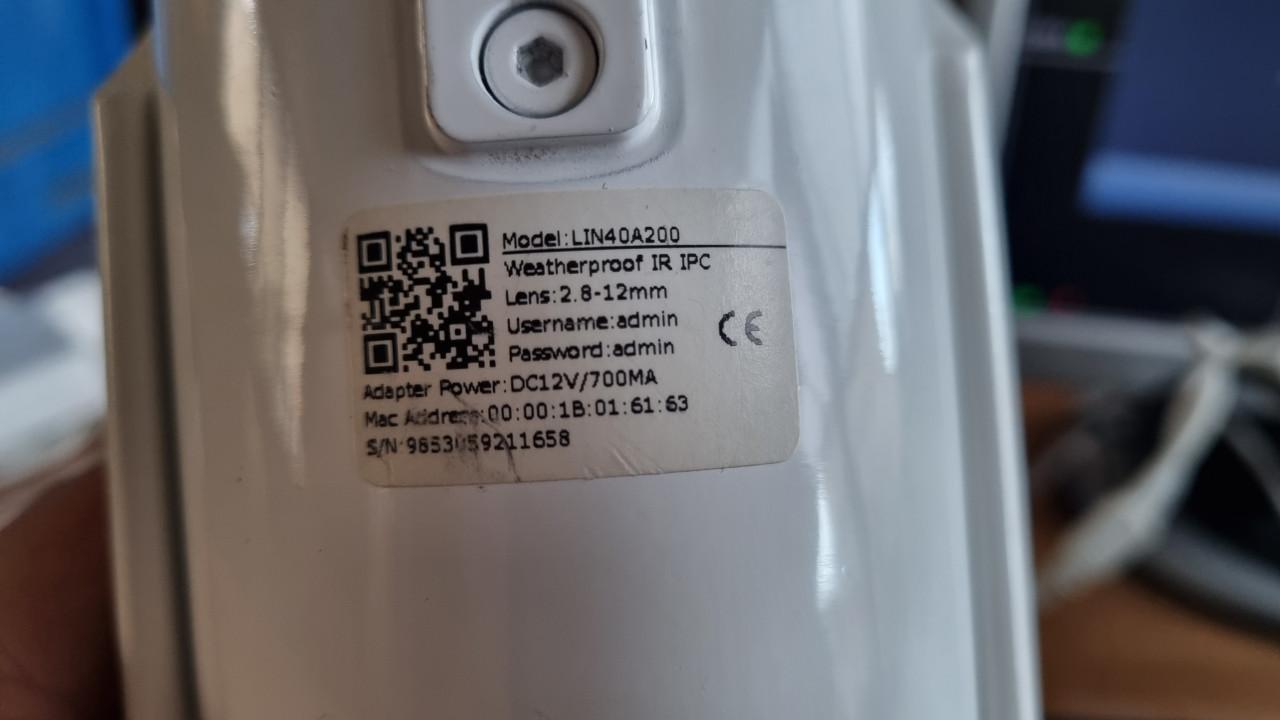 Model:LIN40A200
Weatherproof IR IPC
Lens:2.8-12mm
Username:admin
Password:admin
CE
Adapter Power:DC12V/700MA
Mac Address:00:00:1B:01:61:63
S/N:9853059211658